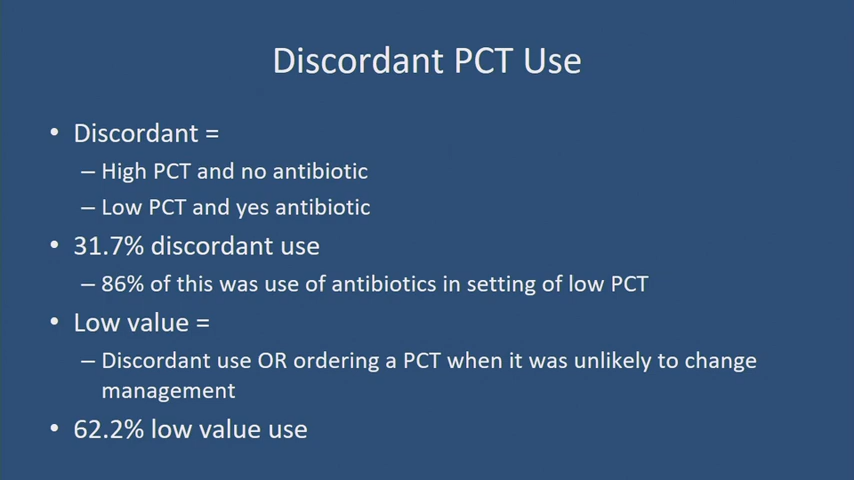 Discordant PCT Use
• Discordant =
– High PCT and no antibiotic
– Low PCT and yes antibiotic
• 31.7% discordant use
– 86% of this was use of antibiotics in setting of low PCT
• Low value =
– Discordant use OR ordering a PCT when it was unlikely to change
management
• 62.2% low value use